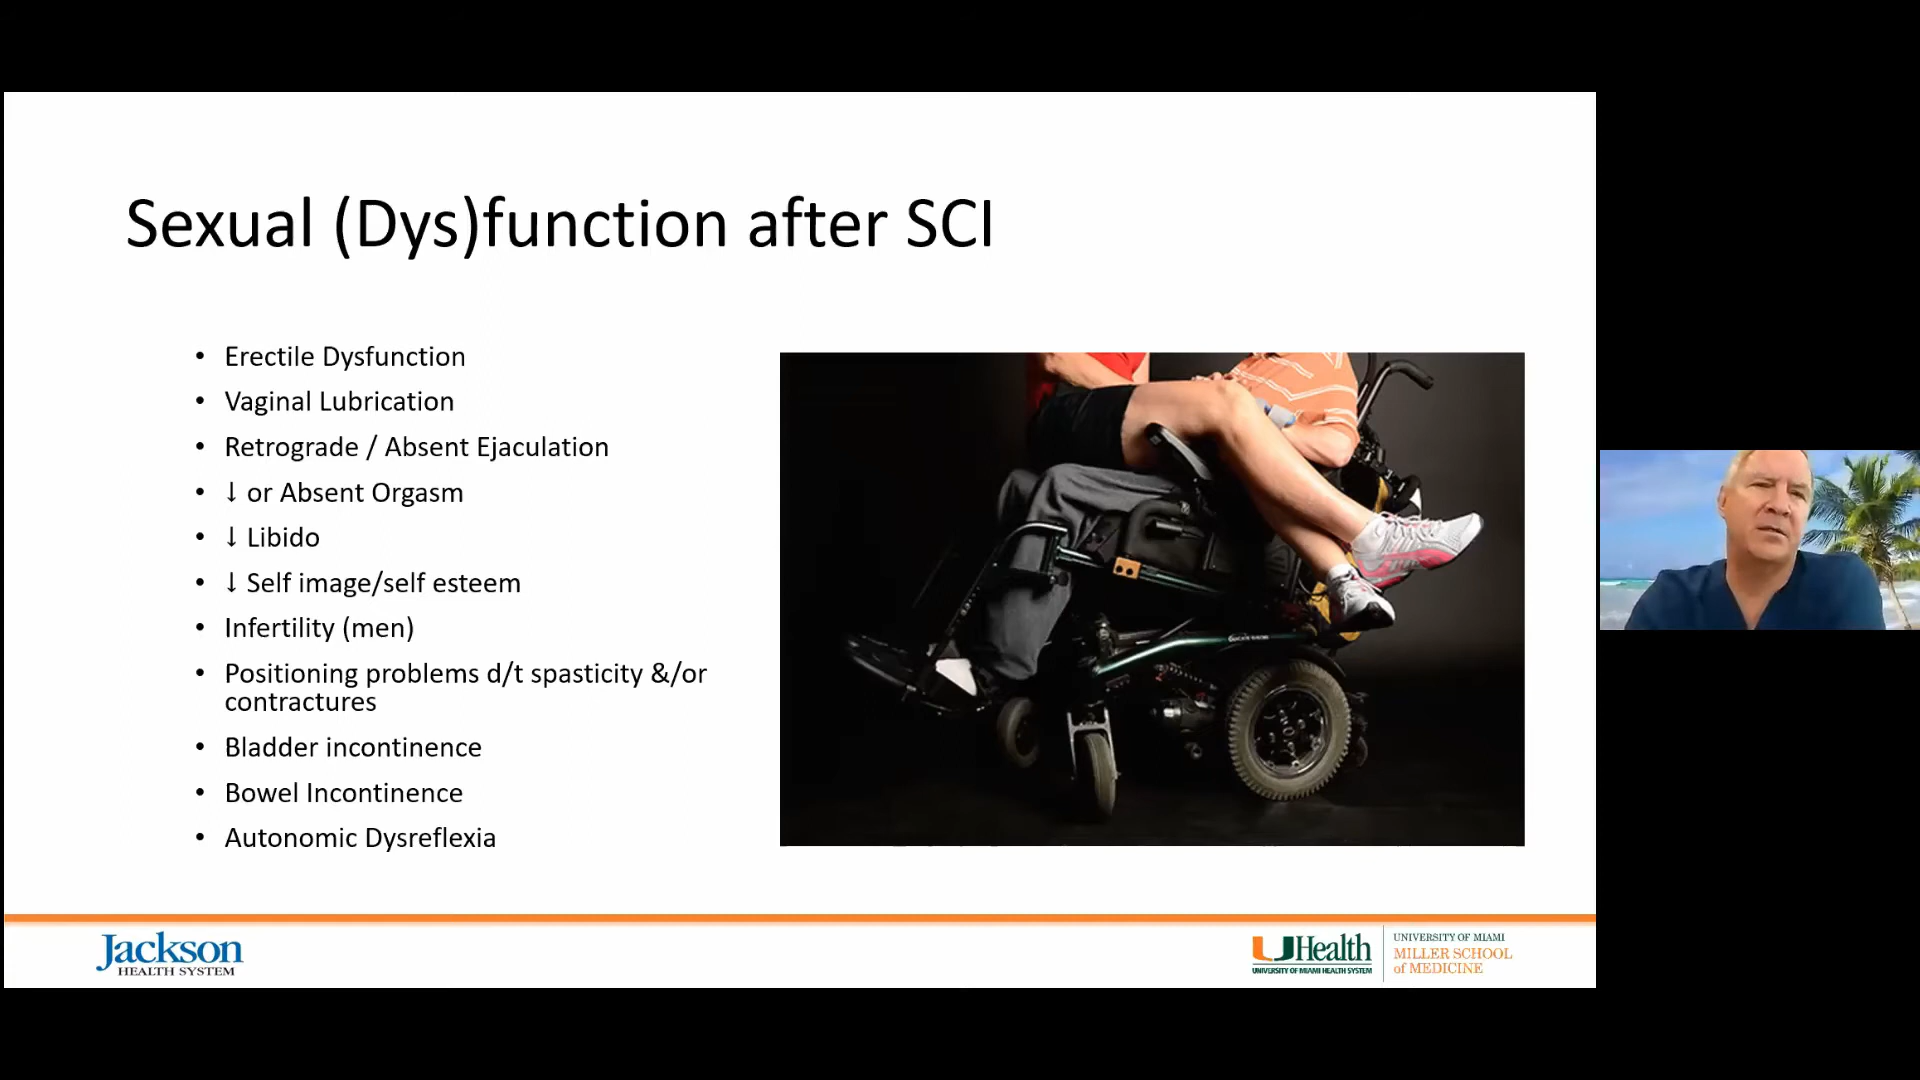 Sexual (Dys)function after SCI
• Erectile Dysfunction
• Vaginal Lubrication
• Retrograde / Absent Ejaculation
• ↓ or Absent Orgasm
• ↓ Libido
• ↓ Self image/self esteem
• Infertility (men)
• Positioning problems d/t spasticity &/or
contractures
• Bladder incontinence
• Bowel Incontinence
• Autonomic Dysreflexia
Jackson
HEALTH SYSTEM
UHealth
UNIVERSITY OF MIAMI HEALTH SYSTEM
UNIVERSITY OF MIAMI
MILLER SCHOOL
of MEDICINE